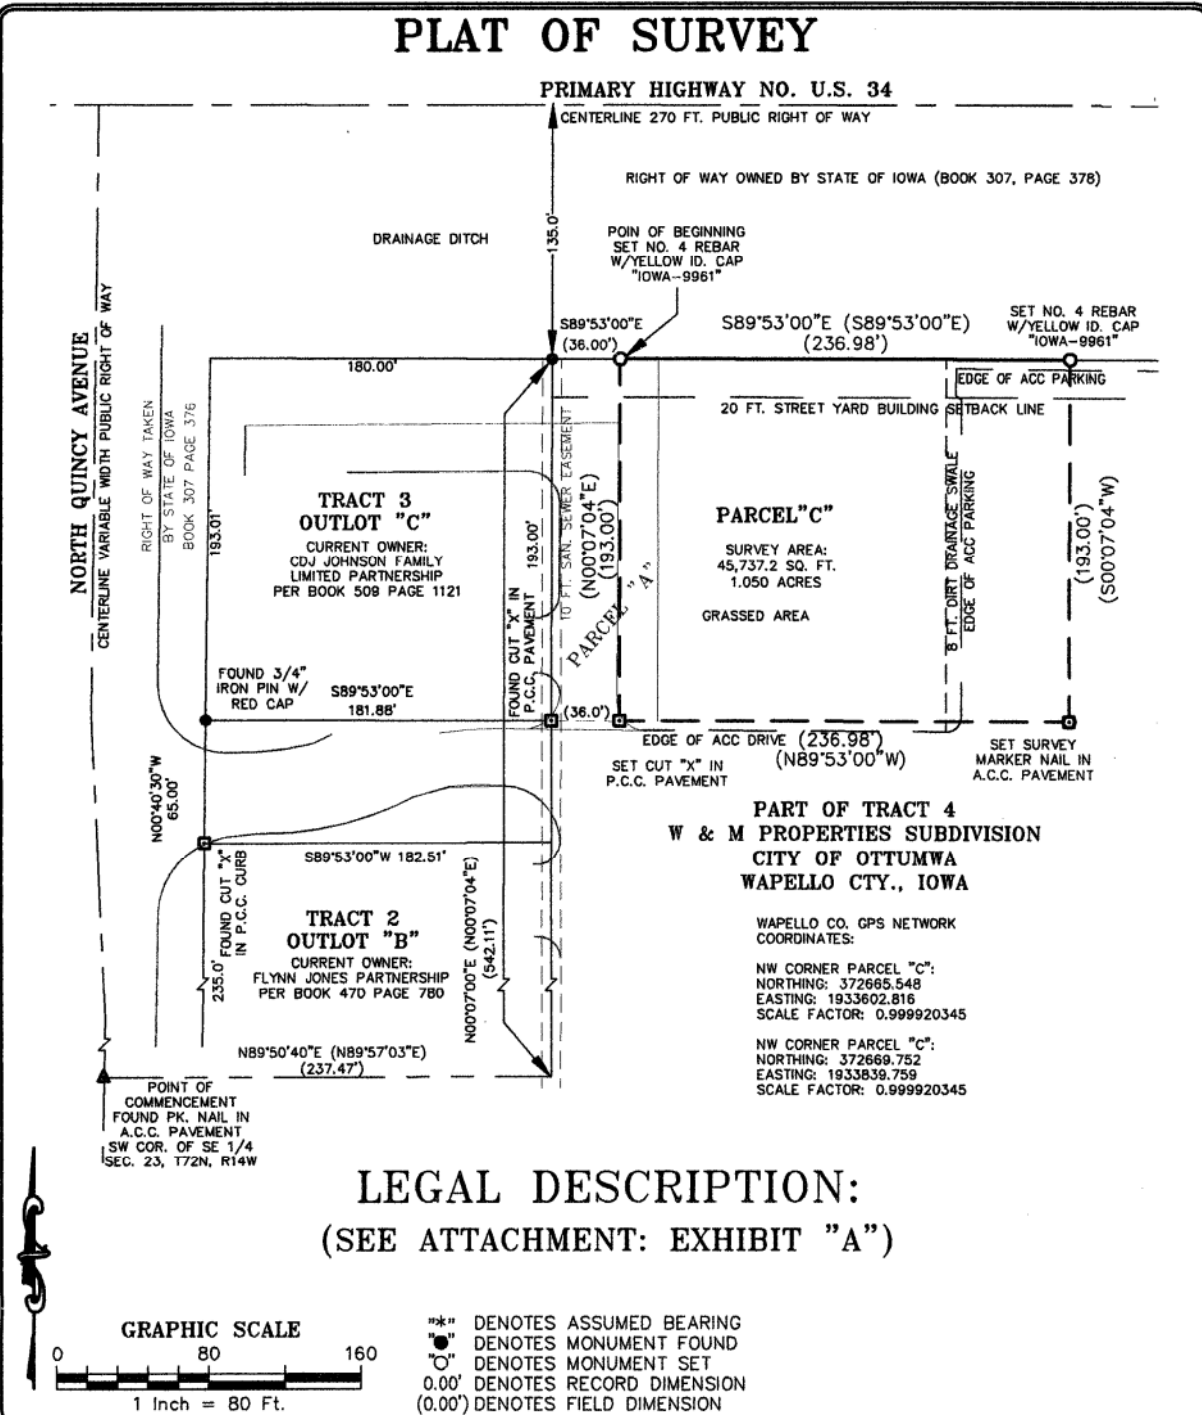 PLAT OF SURVEY
PRIMARY HIGHWAY NO. U.S. 34
CENTERLINE 270 FT. PUBLIC RIGHT OF WAY
RIGHT OF WAY OWNED BY STATE OF IOWA (BOOK 307, PAGE 378)
DRAINAGE DITCH
135.0'
POIN OF BEGINNING
SET NO. 4 REBAR
W/YELLOW ID. CAP
"IOWA-9961"
S89°53'00"E
(36.00')
S89°53'00"E (S89°53'00"E)
(236.98')
SET NO. 4 REBAR
W/YELLOW ID. CAP
"IOWA-9961"
180.00'
EDGE OF ACC PARKING
20 FT. STREET YARD BUILDING SETBACK LINE
NORTH QUINCY AVENUE
CENTERLINE VARIABLE WIDTH PUBLIC RIGHT OF WAY
RIGHT OF WAY TAKEN
BY STATE OF IOWA
BOOK 307 PAGE 376
193.01'
TRACT 3
OUTLOT "C"
CURRENT OWNER:
CDJ JOHNSON FAMILY
LIMITED PARTNERSHIP
PER BOOK 509 PAGE 1121
FOUND CUT "X" IN
P.C.C. PAVEMENT
193.00'
10 FT. SAN. SEWER EASEMENT
(N00°07'04"E)
(193.00')
PARCEL "A"
PARCEL"C"
SURVEY AREA:
45,737.2 SQ. FT.
1.050 ACRES
GRASSED AREA
8 FT. DIRT DRAINAGE SWALE
EDGE OF ACC PARKING
(193.00')
(S00°07'04"W)
FOUND 3/4"
IRON PIN W/
RED CAP
S89°53'00"E
181.88'
(36.0')
EDGE OF ACC DRIVE
(236.98')
(N89°53'00"W)
SET CUT "X" IN
P.C.C. PAVEMENT
SET SURVEY
MARKER NAIL IN
A.C.C. PAVEMENT
N00°40'30"W
65.00'
PART OF TRACT 4
W & M PROPERTIES SUBDIVISION
CITY OF OTTUMWA
WAPELLO CTY., IOWA
S89°53'00"W 182.51'
FOUND CUT "X"
IN P.C.C. CURB
235.0'
TRACT 2
OUTLOT "B"
CURRENT OWNER:
FLYNN JONES PARTNERSHIP
PER BOOK 470 PAGE 780
N00°07'00"E (N00°07'04"E)
(542.11')
WAPELLO CO. GPS NETWORK
COORDINATES:
NW CORNER PARCEL "C":
NORTHING: 372665.548
EASTING: 1933602.816
SCALE FACTOR: 0.999920345
NW CORNER PARCEL "C":
NORTHING: 372669.752
EASTING: 1933839.759
SCALE FACTOR: 0.999920345
N89°50'40"E (N89°57'03"E)
(237.47')
POINT OF
COMMENCEMENT
FOUND PK. NAIL IN
A.C.C. PAVEMENT
SW COR. OF SE 1/4
SEC. 23, T72N, R14W
LEGAL DESCRIPTION:
(SEE ATTACHMENT: EXHIBIT "A")
GRAPHIC SCALE
0 80 160
1 Inch = 80 Ft.
"*" DENOTES ASSUMED BEARING
"●" DENOTES MONUMENT FOUND
"O" DENOTES MONUMENT SET
0.00' DENOTES RECORD DIMENSION
(0.00') DENOTES FIELD DIMENSION